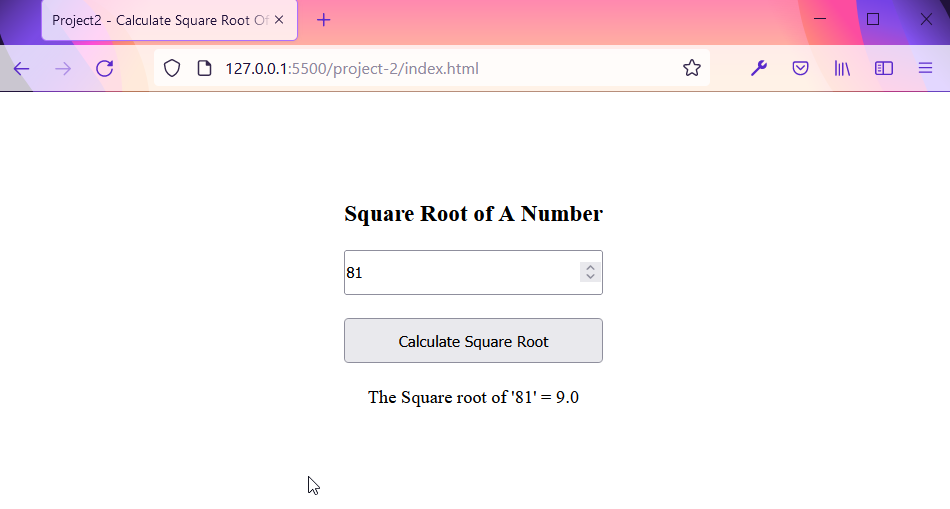 Project2 - Calculate Square Root Of
127.0.0.1:5500/project-2/index.html
Square Root of A Number
81
Calculate Square Root
The Square root of '81' = 9.0